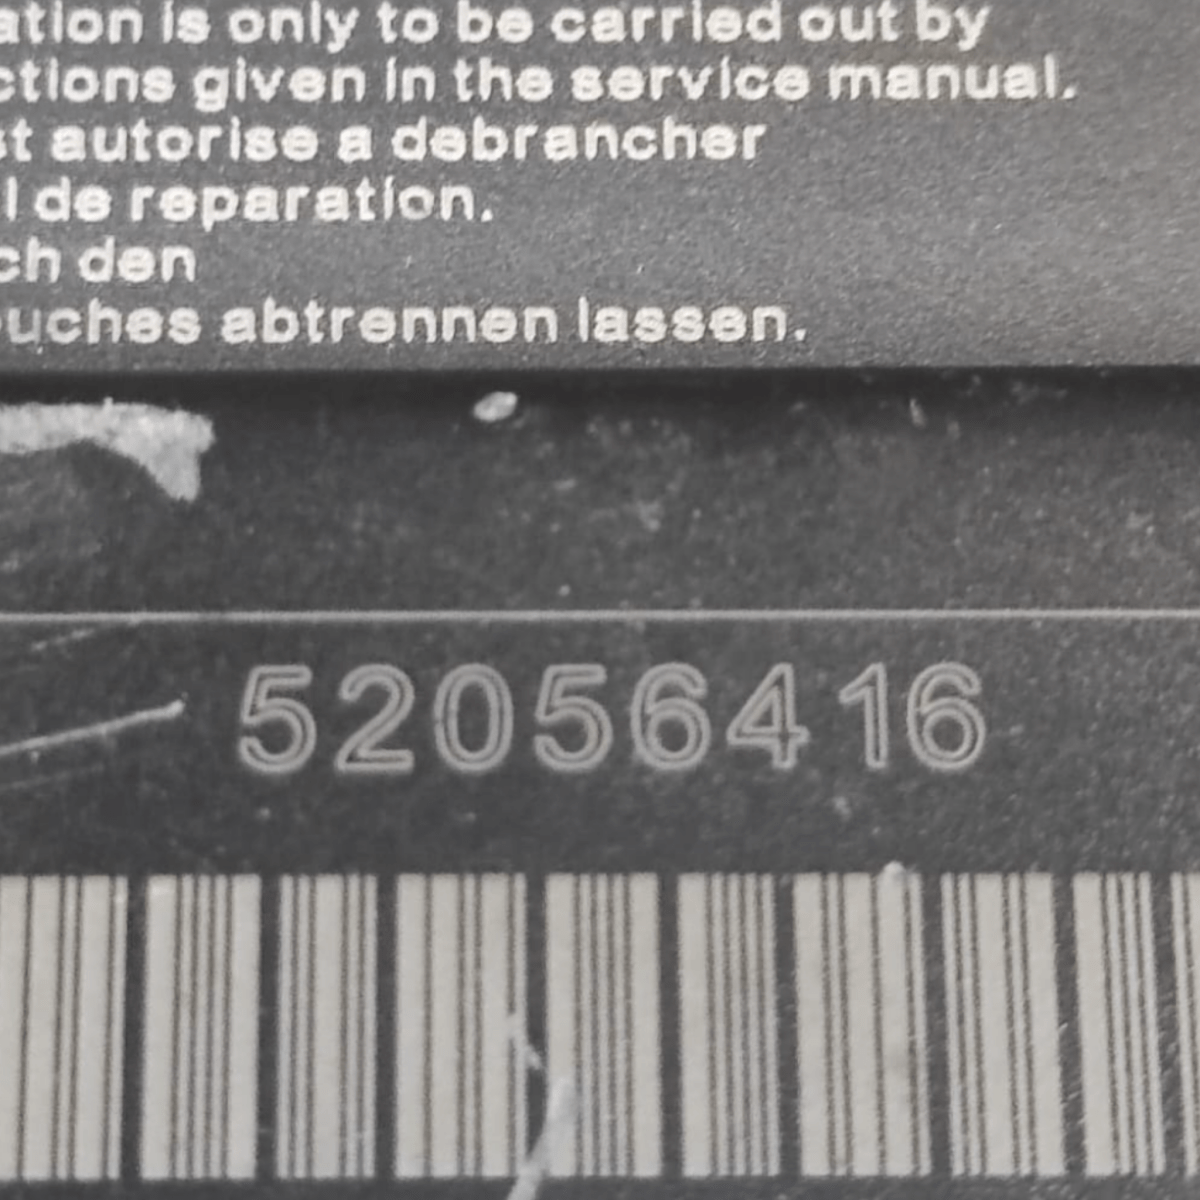 ation is only to be carried out by
ctions given in the service manual.
st autorise a debrancher
l de reparation.
ch den
ouches abtrennen lassen.
52056416